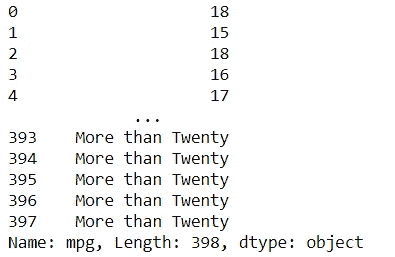 0 18
1 15
2 18
3 16
4 17
...
393 More than Twenty
394 More than Twenty
395 More than Twenty
396 More than Twenty
397 More than Twenty
Name: mpg, Length: 398, dtype: object